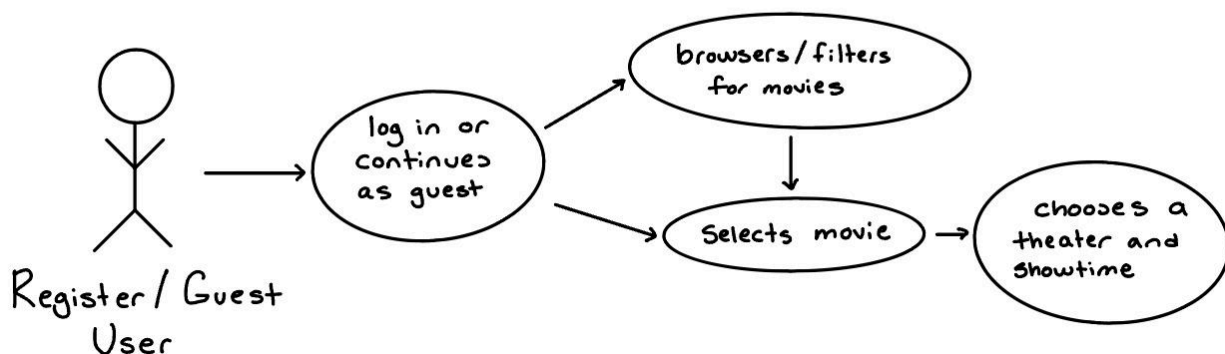 browsers/filters
for movies
log in or
continues
as guest
Selects movie
chooses a
theater and
showtime
Register/Guest
User